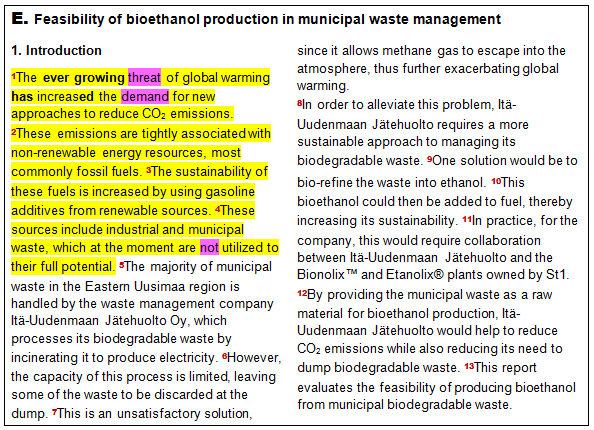 E. Feasibility of bioethanol production in municipal waste management
1. Introduction
¹The ever growing threat of global warming
has increased the demand for new
approaches to reduce CO₂ emissions.
²These emissions are tightly associated with
non-renewable energy resources, most
commonly fossil fuels. ³The sustainability of
these fuels is increased by using gasoline
additives from renewable sources. ⁴These
sources include industrial and municipal
waste, which at the moment are not utilized to
their full potential. ⁵The majority of municipal
waste in the Eastern Uusimaa region is
handled by the waste management company
Itä-Uudenmaan Jätehuolto Oy, which
processes its biodegradable waste by
incinerating it to produce electricity. ⁶However,
the capacity of this process is limited, leaving
some of the waste to be discarded at the
dump. ⁷This is an unsatisfactory solution,
since it allows methane gas to escape into the
atmosphere, thus further exacerbating global
warming.
⁸In order to alleviate this problem, Itä-
Uudenmaan Jätehuolto requires a more
sustainable approach to managing its
biodegradable waste. ⁹One solution would be to
bio-refine the waste into ethanol. ¹⁰This
bioethanol could then be added to fuel, thereby
increasing its sustainability. ¹¹In practice, for the
company, this would require collaboration
between Itä-Uudenmaan Jätehuolto and the
Bionolix™ and Etanolix® plants owned by St1.
¹²By providing the municipal waste as a raw
material for bioethanol production, Itä-
Uudenmaan Jätehuolto would help to reduce
CO₂ emissions while also reducing its need to
dump biodegradable waste. ¹³This report
evaluates the feasibility of producing bioethanol
from municipal biodegradable waste.